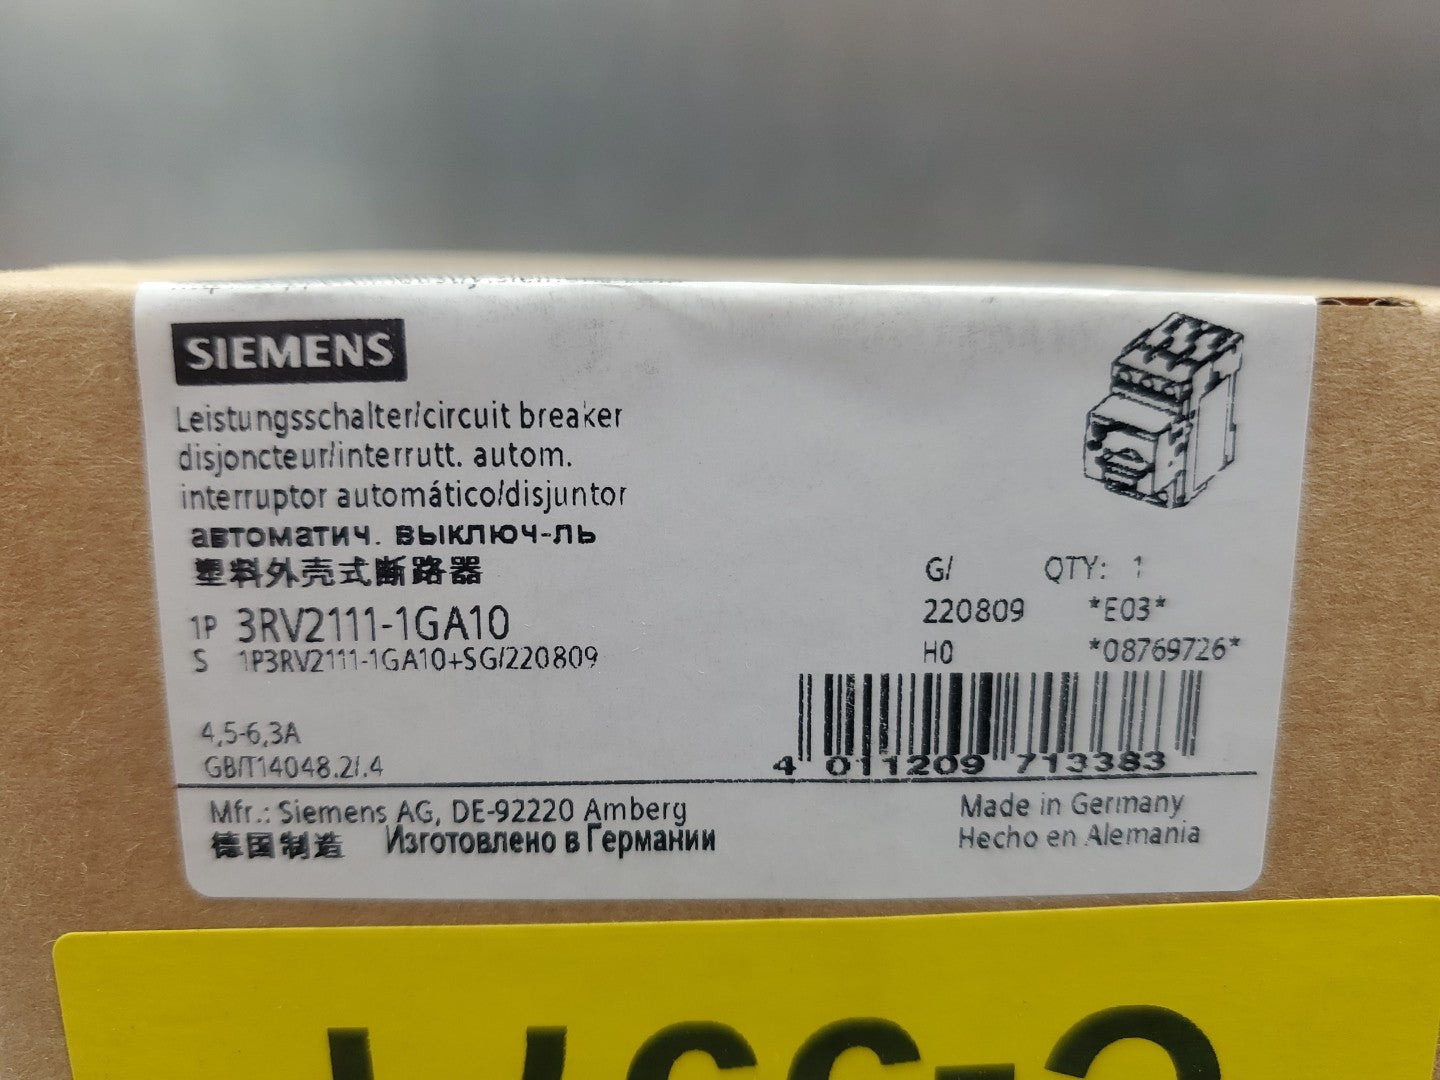 SIEMENS
Leistungsschalter/circuit breaker
disjoncteur/interrutt. autom.
interruptor automático/disjuntor
автоматич. выключ-ль
塑料外壳式断路器
G/ QTY: 1
1P 3RV2111-1GA10 220809 *E03*
S 1P3RV2111-1GA10+SG/220809 H0 *08769726*
4,5-6,3A
GB/T14048.2/.4
4 011209 713383
Mfr.: Siemens AG, DE-92220 Amberg Made in Germany
德国制造 Изготовлено в Германии Hecho en Alemania